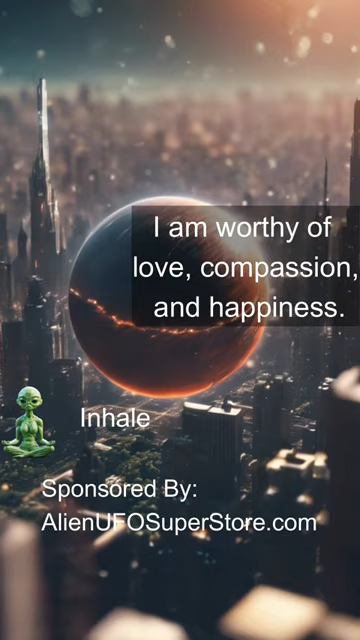 I am worthy of
love, compassion,
and happiness.
Inhale
Sponsored By:
AlienUFOSuperStore.com